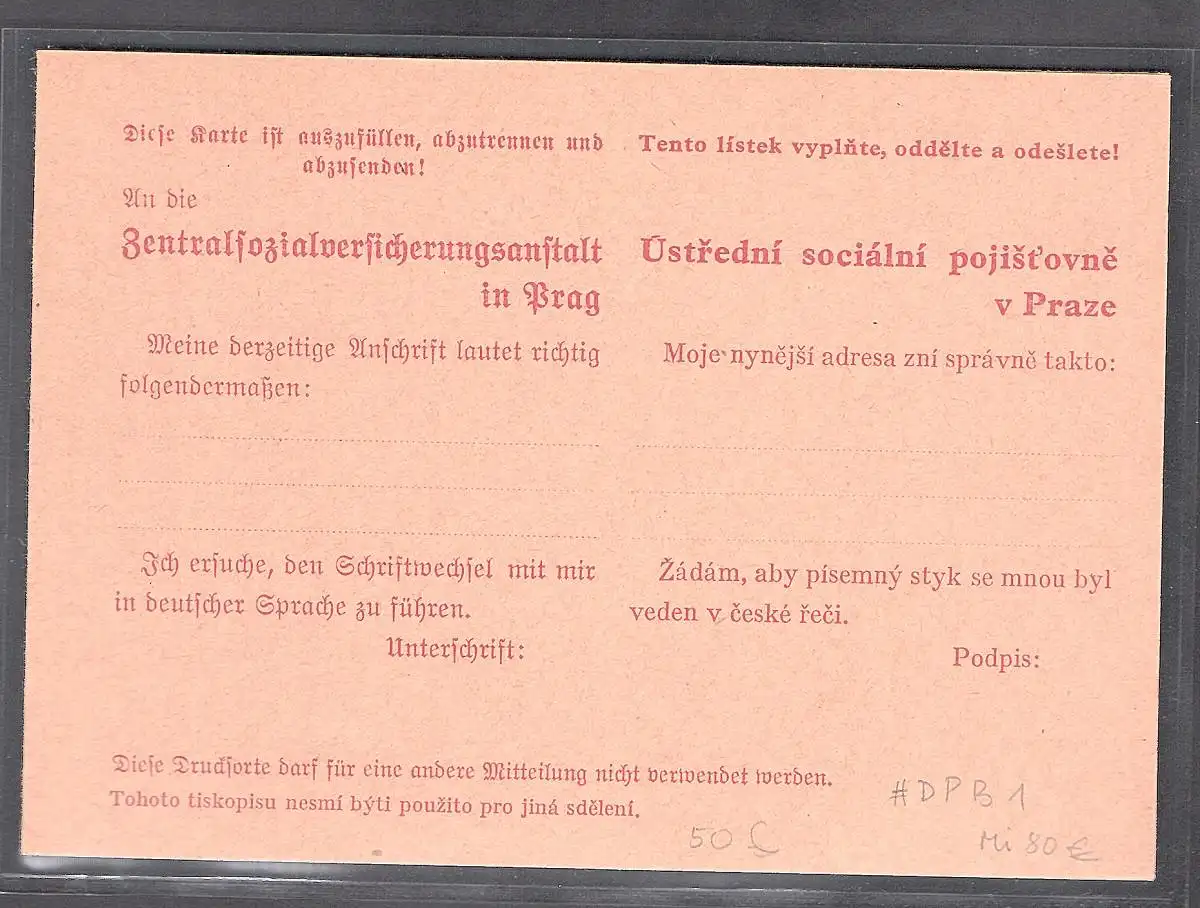 Diese Karte ist auszufüllen, abzutrennen und
abzusenden!
An die
Zentralsozialversicherungsanstalt
in Prag
Meine derzeitige Anschrift lautet richtig
folgendermaßen:
Ich ersuche, den Schriftwechsel mit mir
in deutscher Sprache zu führen.
Unterschrift:
Tento lístek vyplňte, oddělte a odešlete!
Ústřední sociální pojišťovně
v Praze
Moje nynější adresa zní správně takto:
Žádám, aby písemný styk se mnou byl
veden v české řeči.
Podpis:
Diese Drucksorte darf für eine andere Mitteilung nicht verwendet werden.
Tohoto tiskopisu nesmí býti použito pro jiná sdělení.
#DPB 1
50 €
Mi 80 €